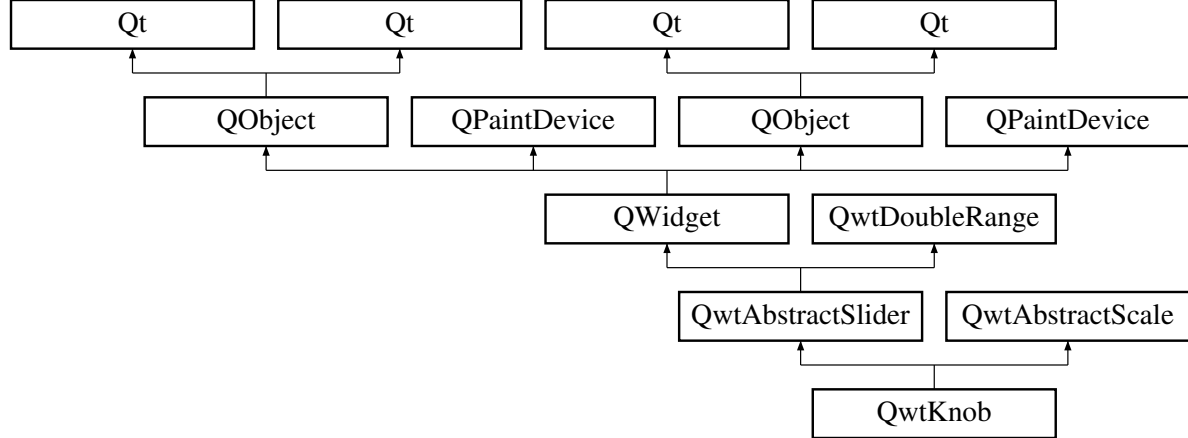 Qt
Qt
Qt
Qt
QObject
QPaintDevice
QObject
QPaintDevice
QWidget
QwtDoubleRange
QwtAbstractSlider
QwtAbstractScale
QwtKnob